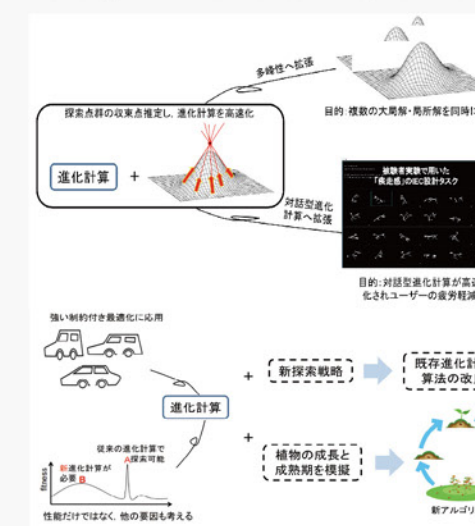 多峰性へ拡張
目的:複数の大局解・局所解を同時に
探索点群の収束点推定し、進化計算を高速化
進化計算
+
対話型進化
計算へ拡張
被験者実験で用いた
「疾走感」のIEC設計タスク
目的:対話型進化計算が高速
化されユーザーの疲労軽減
強い制約付き最適化に応用
進化計算
+
新探索戦略
既存進化計
算法の改
+
植物の成長と
成熟期を模擬
新アルゴリ
従来の進化計算で
A探索可能
新進化計算が
必要 B
fitness
性能だけではなく、他の要因も考える